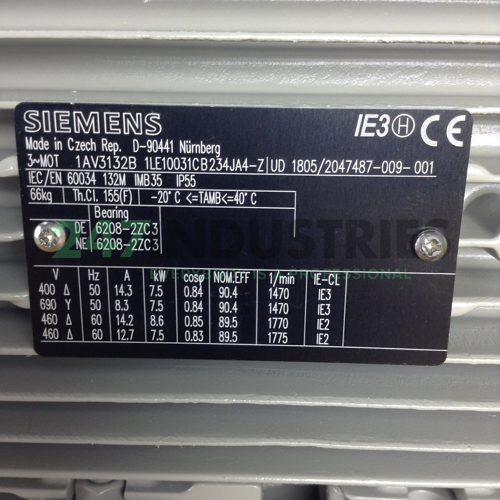 SIEMENS IE3 H CE
Made in Czech Rep. D-90441 Nürnberg
3~MOT 1AV3132B 1LE10031CB234JA4-Z UD 1805/2047487-009-001
IEC/EN 60034 132M IMB35 IP55
66kg Th.Cl. 155(F) -20°C <=TAMB<=40°C
Bearing
DE 6208-2ZC3
NE 6208-2ZC3
247 INDUSTRIES
V Hz A kW cosφ NOM.EFF 1/min IE-CL
400 Δ 50 14.3 7.5 0.84 90.4 1470 IE3
690 Y 50 8.3 7.5 0.84 90.4 1470 IE3
460 Δ 60 14.2 8.6 0.85 89.5 1770 IE2
460 Δ 60 12.7 7.5 0.83 89.5 1775 IE2